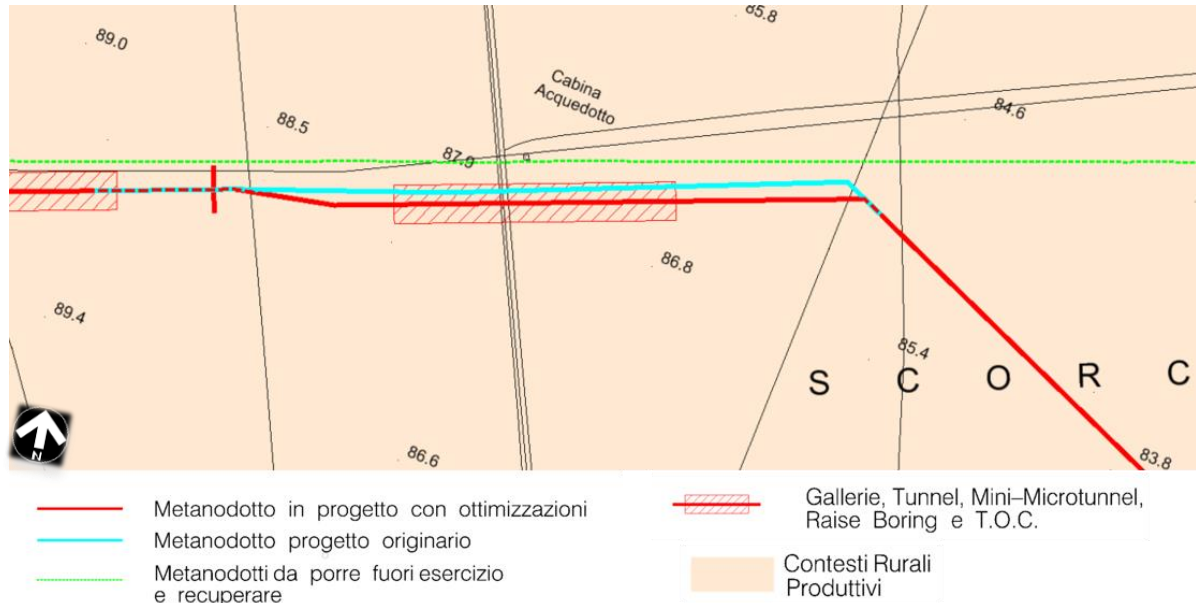 89.0
85.8
Cabina
Acquedotto
84.6
88.5
87.9
86.8
89.4
85.4
S C O R C
86.6
83.8
N
Metanodotto in progetto con ottimizzazioni
Metanodotto progetto originario
Metanodotti da porre fuori esercizio
e recuperare
Gallerie, Tunnel, Mini–Microtunnel,
Raise Boring e T.O.C.
Contesti Rurali
Produttivi